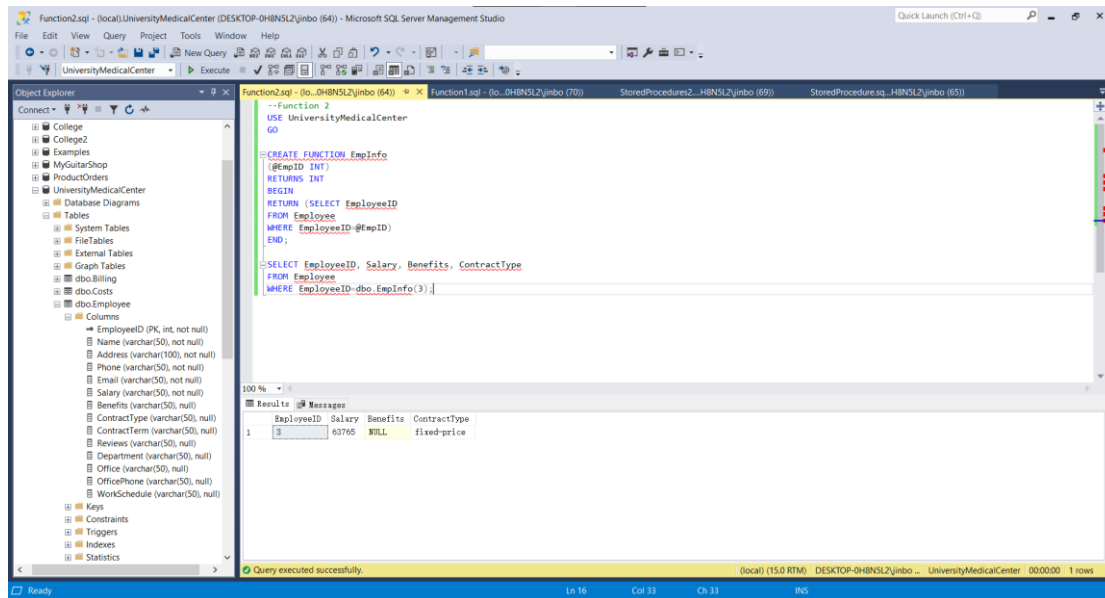 Function2.sql - (local).UniversityMedicalCenter (DESKTOP-0H8N5L2\jinbo (64)) - Microsoft SQL Server Management Studio
Quick Launch (Ctrl+Q)
File Edit View Query Project Tools Window Help
New Query
UniversityMedicalCenter Execute
Object Explorer
Function2.sql - (lo...0H8N5L2\jinbo (64)) Function1.sql - (lo...0H8N5L2\jinbo (70)) StoredProcedures2....H8N5L2\jinbo (69)) StoredProcedure.sq...H8N5L2\jinbo (65))
Connect
College
College2
Examples
MyGuitarShop
ProductOrders
UniversityMedicalCenter
Database Diagrams
Tables
System Tables
FileTables
External Tables
Graph Tables
dbo.Billing
dbo.Costs
dbo.Employee
Columns
EmployeeID (PK, int, not null)
Name (varchar(50), not null)
Address (varchar(100), not null)
Phone (varchar(50), not null)
Email (varchar(50), not null)
Salary (varchar(50), not null)
Benefits (varchar(50), null)
ContractType (varchar(50), null)
ContractTerm (varchar(50), null)
Reviews (varchar(50), null)
Department (varchar(50), null)
Office (varchar(50), null)
OfficePhone (varchar(50), null)
WorkSchedule (varchar(50), null)
Keys
Constraints
Triggers
Indexes
Statistics
--Function 2
USE UniversityMedicalCenter
GO
CREATE FUNCTION EmpInfo
(@EmpID INT)
RETURNS INT
BEGIN
RETURN (SELECT EmployeeID
FROM Employee
WHERE EmployeeID=@EmpID)
END;
SELECT EmployeeID, Salary, Benefits, ContractType
FROM Employee
WHERE EmployeeID=dbo.EmpInfo(3);
100 %
Results Messages
EmployeeID Salary Benefits ContractType
1 3 63765 NULL fixed-price
Query executed successfully. (local) (15.0 RTM) DESKTOP-0H8N5L2\jinbo ... UniversityMedicalCenter 00:00:00 1 rows
Ready Ln 16 Col 33 Ch 33 INS